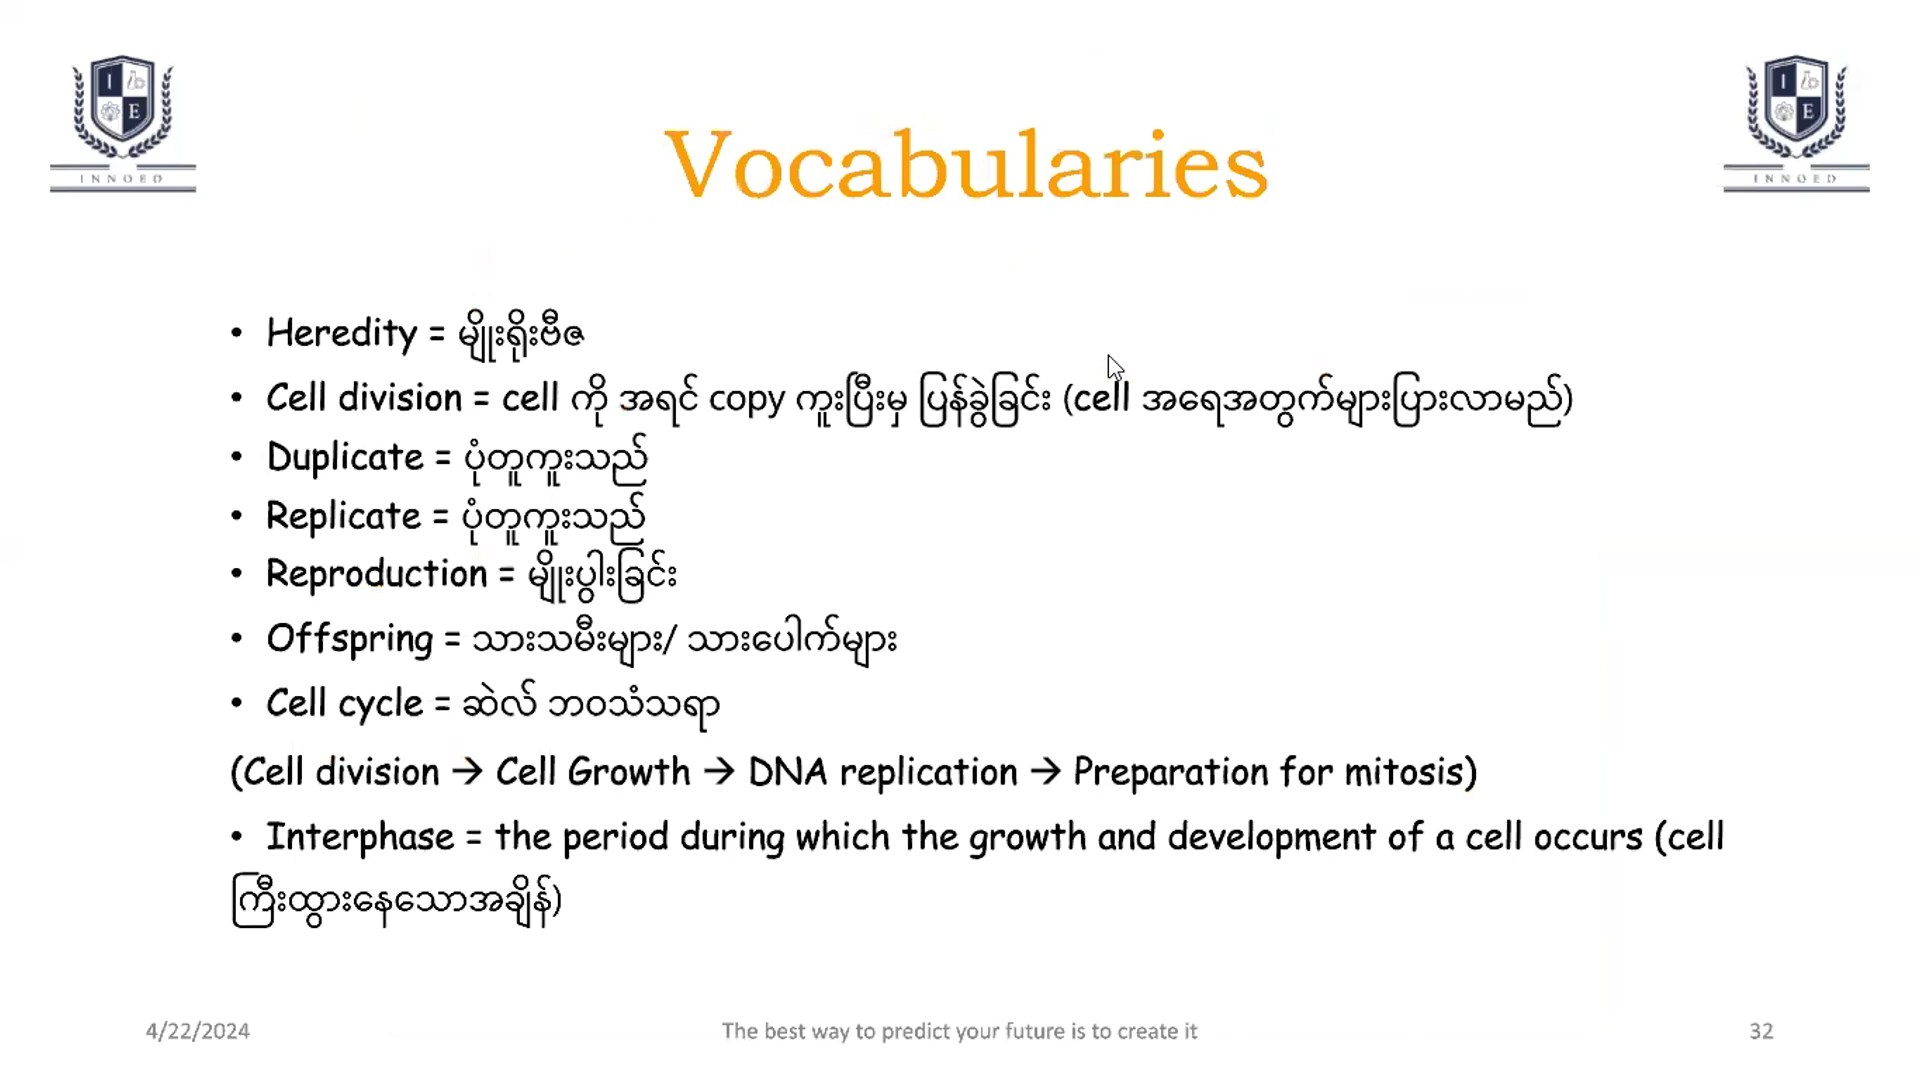 I E
INNOED
I E
INNOED
Vocabularies
• Heredity = မျိုးရိုးဗီဇ
• Cell division = cell ကို အရင် copy ကူးပြီးမှ ပြန်ခွဲခြင်း (cell အရေအတွက်များပြားလာမည်)
• Duplicate = ပုံတူကူးသည်
• Replicate = ပုံတူကူးသည်
• Reproduction = မျိုးပွါးခြင်း
• Offspring = သားသမီးများ/ သားပေါက်များ
• Cell cycle = ဆဲလ် ဘဝသံသရာ
(Cell division → Cell Growth → DNA replication → Preparation for mitosis)
• Interphase = the period during which the growth and development of a cell occurs (cell
ကြီးထွားနေသောအချိန်)
4/22/2024
The best way to predict your future is to create it
32